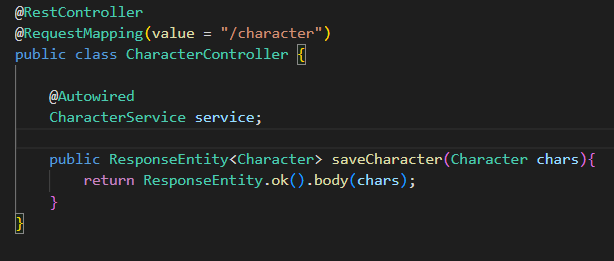 @RestController
@RequestMapping(value = "/character")
public class CharacterController {
@Autowired
CharacterService service;
public ResponseEntity<Character> saveCharacter(Character chars){
return ResponseEntity.ok().body(chars);
}
}